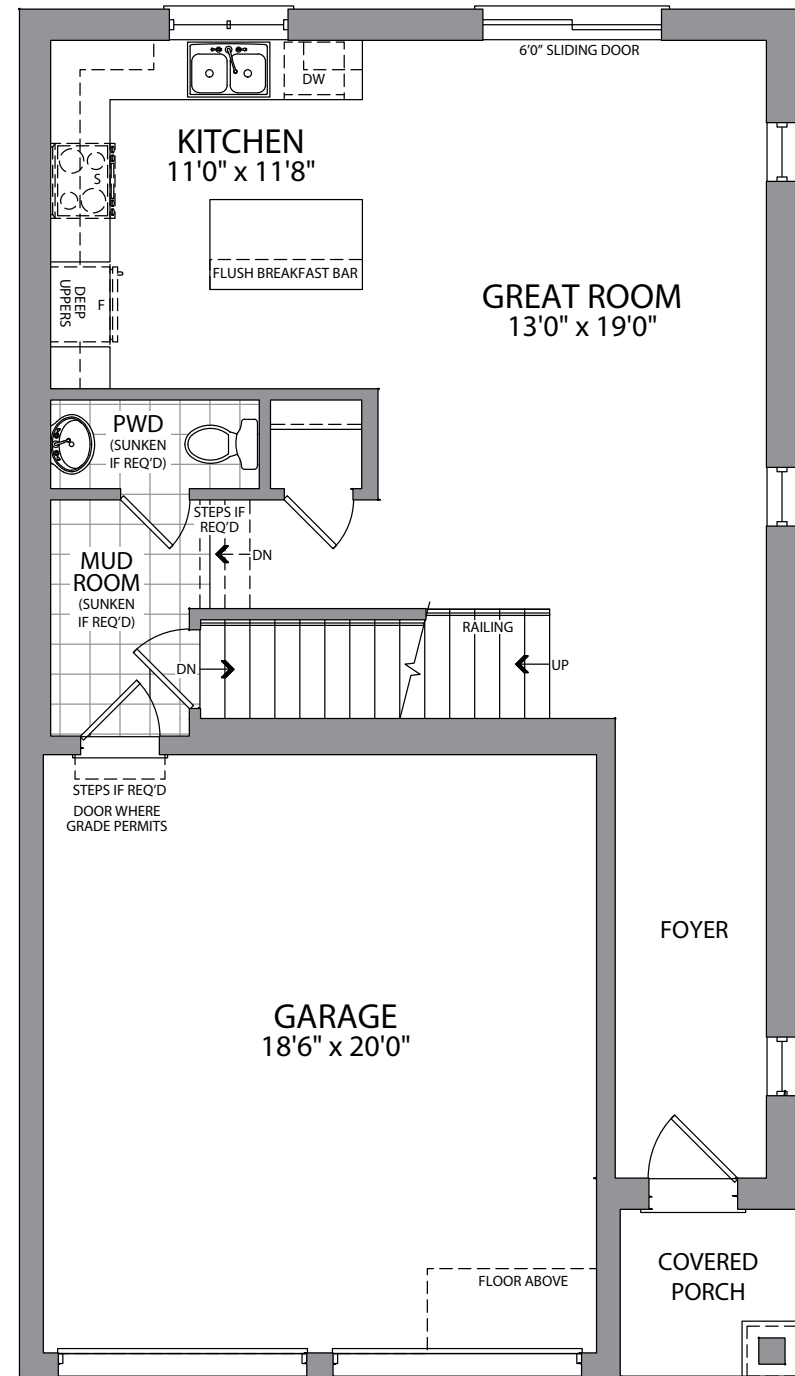 6'0" SLIDING DOOR
DW
KITCHEN
11'0" x 11'8"
S
FLUSH BREAKFAST BAR
DEEP
UPPERS
F
GREAT ROOM
13'0" x 19'0"
PWD
(SUNKEN
IF REQ'D)
STEPS IF
REQ'D
DN
MUD
ROOM
(SUNKEN
IF REQ'D)
RAILING
DN
UP
STEPS IF REQ'D
DOOR WHERE
GRADE PERMITS
FOYER
GARAGE
18'6" x 20'0"
FLOOR ABOVE
COVERED
PORCH